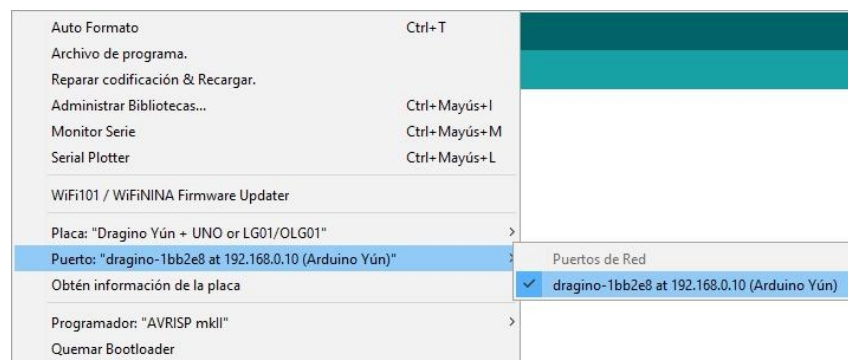 Auto Formato Ctrl+T
Archivo de programa.
Reparar codificación & Recargar.
Administrar Bibliotecas... Ctrl+Mayús+I
Monitor Serie Ctrl+Mayús+M
Serial Plotter Ctrl+Mayús+L
WiFi101 / WiFiNINA Firmware Updater
Placa: "Dragino Yún + UNO or LG01/OLG01"
Puerto: "dragino-1bb2e8 at 192.168.0.10 (Arduino Yún)"
Puertos de Red
Obtén información de la placa
dragino-1bb2e8 at 192.168.0.10 (Arduino Yún)
Programador: "AVRISP mkII"
Quemar Bootloader